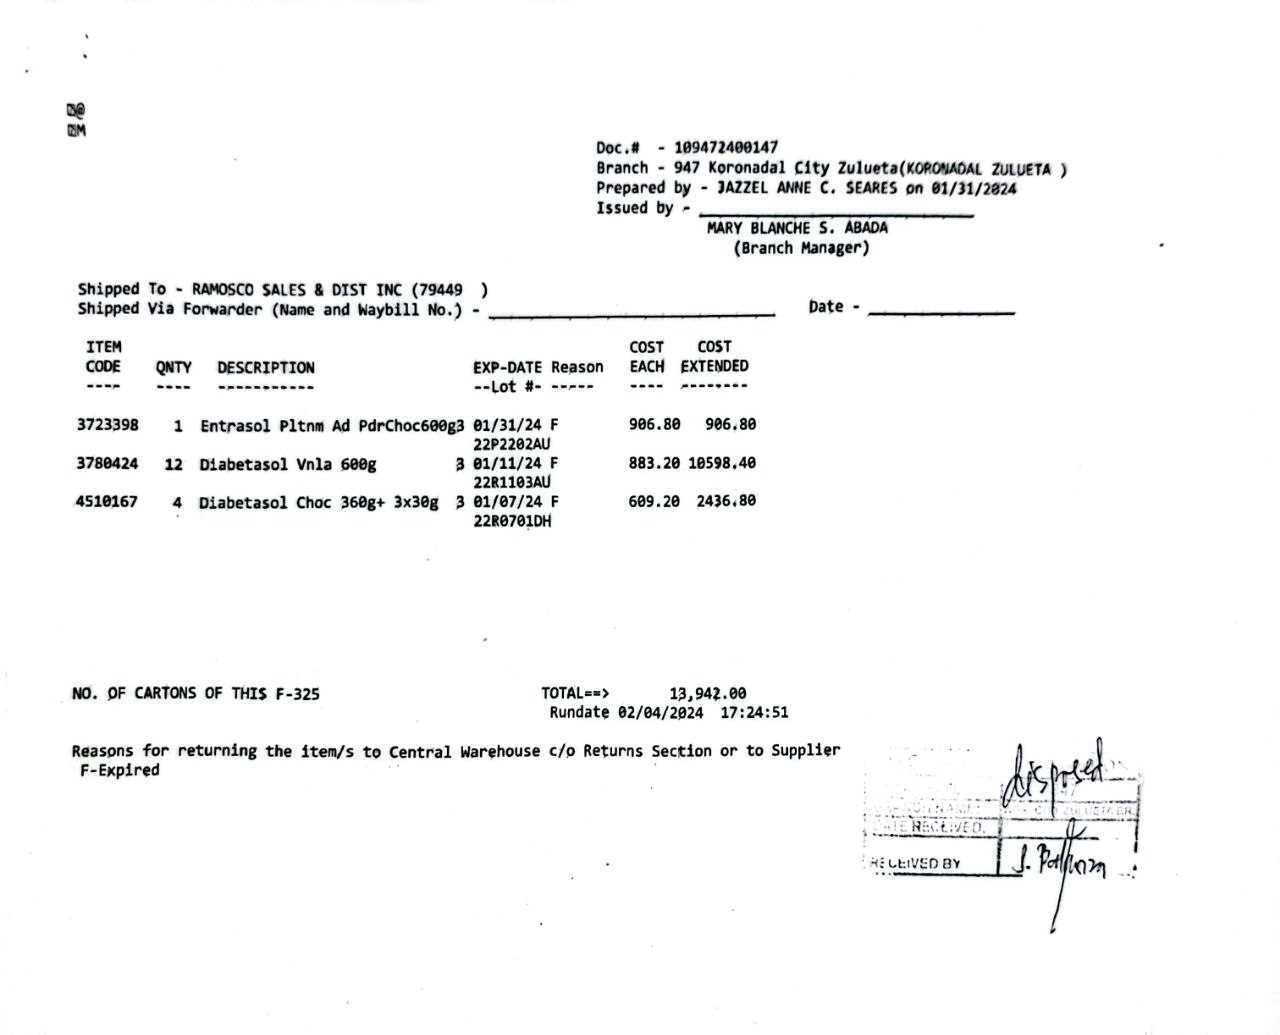 Doc.# - 109472400147
Branch - 947 Koronadal City Zulueta(KORONADAL ZULUETA )
Prepared by - JAZZEL ANNE C. SEARES on 01/31/2024
Issued by -
MARY BLANCHE S. ABADA
(Branch Manager)
Shipped To - RAMOSCO SALES & DIST INC (79449 )
Shipped Via Forwarder (Name and Waybill No.) - Date -
ITEM COST COST
CODE QNTY DESCRIPTION EXP-DATE Reason EACH EXTENDED
---- ---- ----------- --Lot #- ----- ---- --------
3723398 1 Entrasol Pltnm Ad PdrChoc600g3 01/31/24 F 906.80 906.80
22P2202AU
3780424 12 Diabetasol Vnla 600g 3 01/11/24 F 883.20 10598.40
22R1103AU
4510167 4 Diabetasol Choc 360g+ 3x30g 3 01/07/24 F 609.20 2436.80
22R0701DH
NO. OF CARTONS OF THIS F-325 TOTAL==> 13,942.00
Rundate 02/04/2024 17:24:51
Reasons for returning the item/s to Central Warehouse c/o Returns Section or to Supplier
F-Expired
disposed
ZULUETA BR.
DATE RECEIVED.
RECEIVED BY J.